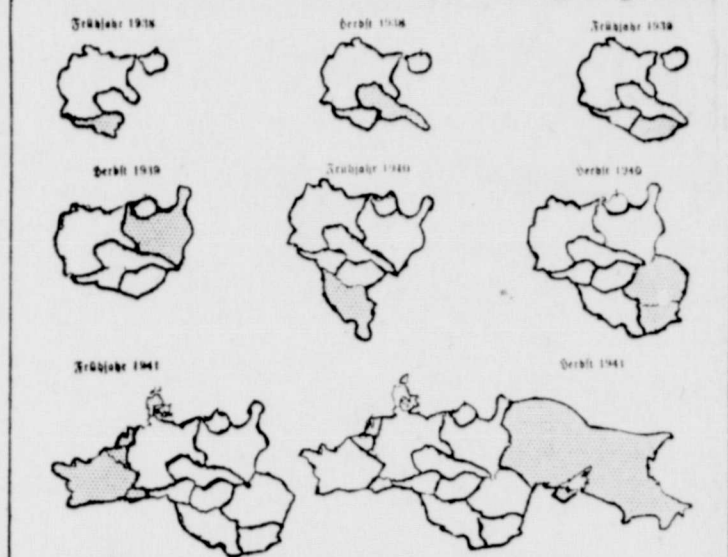 Frühjahr 1938
Herbst 1938
Frühjahr 1939
Herbst 1939
Frühjahr 1940
Herbst 1940
Frühjahr 1941
Herbst 1941